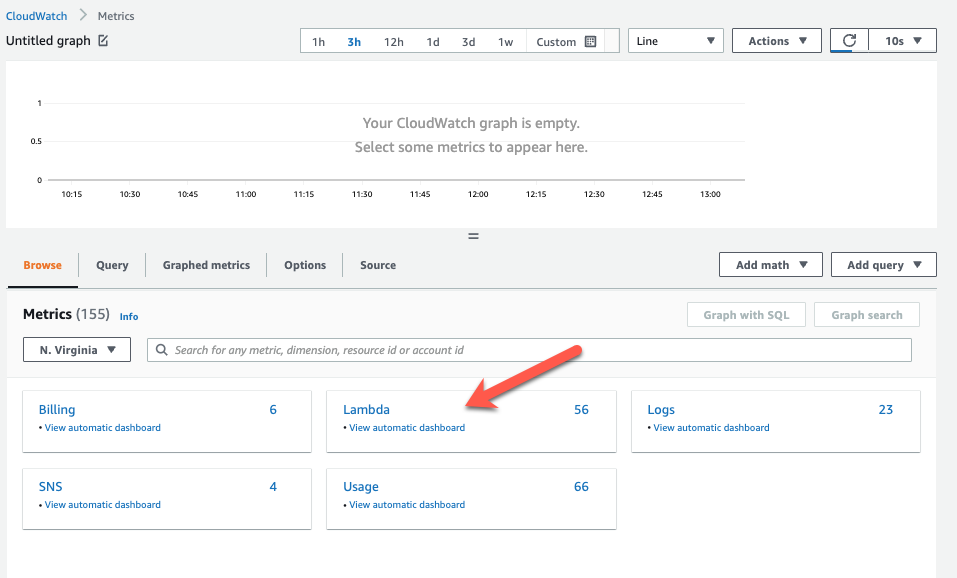 CloudWatch > Metrics
Untitled graph
1h 3h 12h 1d 3d 1w Custom
Line
Actions
10s
1
Your CloudWatch graph is empty.
0.5
Select some metrics to appear here.
0
10:15 10:30 10:45 11:00 11:15 11:30 11:45 12:00 12:15 12:30 12:45 13:00
=
Browse Query Graphed metrics Options Source
Add math
Add query
Metrics (155) Info
Graph with SQL
Graph search
N. Virginia
Search for any metric, dimension, resource id or account id
Billing 6
• View automatic dashboard
Lambda 56
• View automatic dashboard
Logs 23
• View automatic dashboard
SNS 4
• View automatic dashboard
Usage 66
• View automatic dashboard